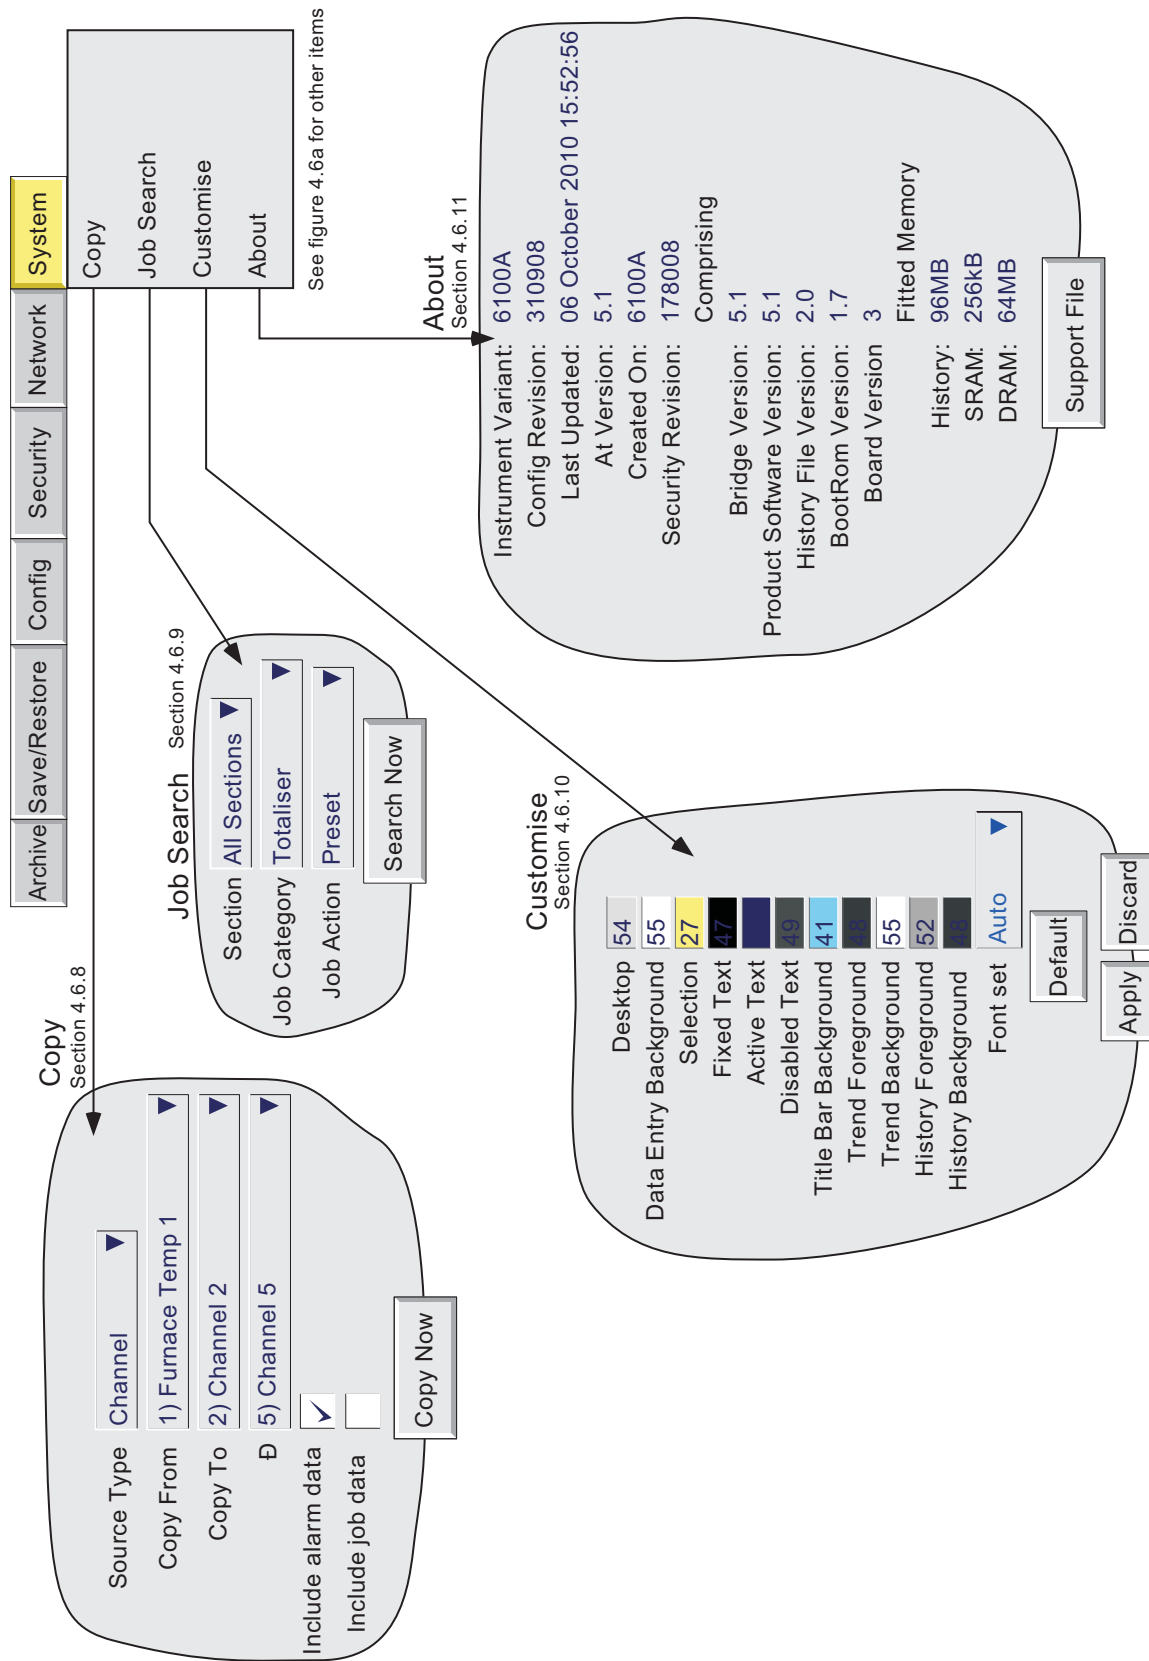 Archive Save/Restore Config Security Network System
Copy
Job Search
Customise
About
See figure 4.6a for other items
Copy
Section 4.6.8
Source Type Channel
Copy From 1) Furnace Temp 1
Copy To 2) Channel 2
Đ 5) Channel 5
Include alarm data
Include job data
Copy Now
Job Search Section 4.6.9
Section All Sections
Job Category Totaliser
Job Action Preset
Search Now
Customise
Section 4.6.10
Desktop 54
Data Entry Background 55
Selection 27
Fixed Text 47
Active Text
Disabled Text 49
Title Bar Background 41
Trend Foreground 48
Trend Background 55
History Foreground 52
History Background 48
Font set Auto
Default
Apply Discard
About
Section 4.6.11
Instrument Variant: 6100A
Config Revision: 310908
Last Updated: 06 October 2010 15:52:56
At Version: 5.1
Created On: 6100A
Security Revision: 178008
Comprising
Bridge Version: 5.1
Product Software Version: 5.1
History File Version: 2.0
BootRom Version: 1.7
Board Version 3
Fitted Memory
History: 96MB
SRAM: 256kB
DRAM: 64MB
Support File